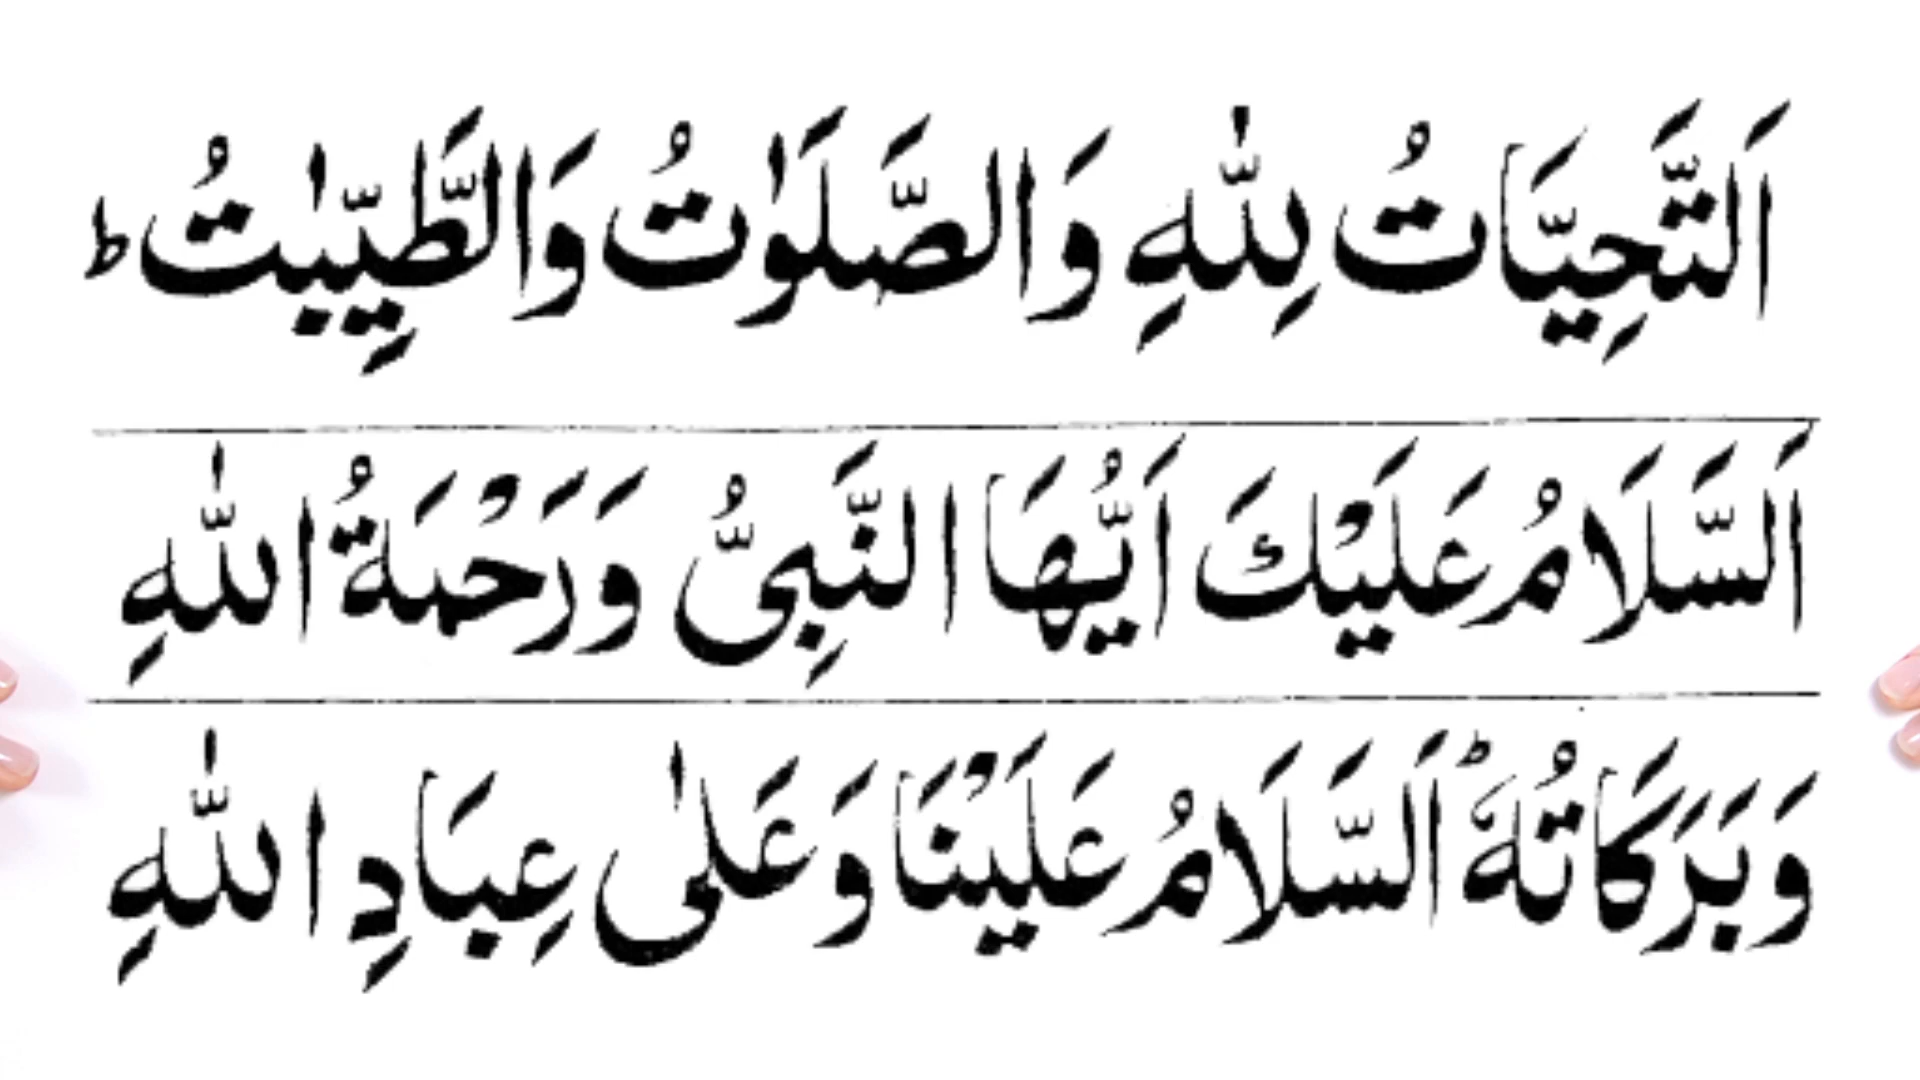 اَلتَّحِيَّاتُ لِلّٰهِ وَالصَّلَوٰتُ وَالطَّيِّبٰتُ ؕ
اَلسَّلَامُ عَلَيْكَ اَيُّهَا النَّبِىُّ وَرَحْمَةُ اللّٰهِ
وَبَرَكَاتُهٗ ؕ اَلسَّلَامُ عَلَيْنَا وَعَلٰى عِبَادِ اللّٰهِ